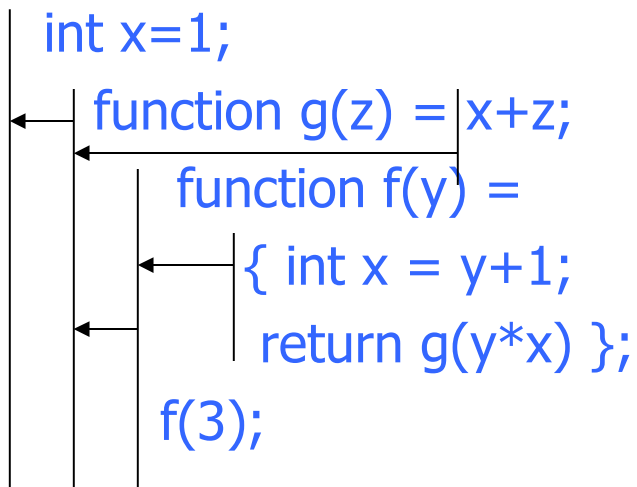 int x=1;
function g(z) = x+z;
function f(y) =
{ int x = y+1;
return g(y*x) };
f(3);